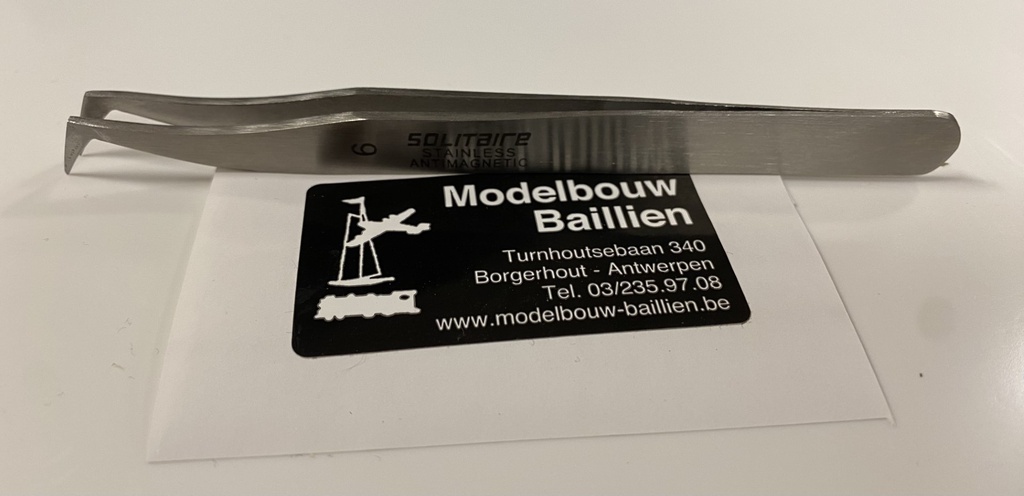 6
SOLITAIRE
STAINLESS
ANTIMAGNETIC
Modelbouw
Baillien
Turnhoutsebaan 340
Borgerhout - Antwerpen
Tel. 03/235.97.08
www.modelbouw-baillien.be